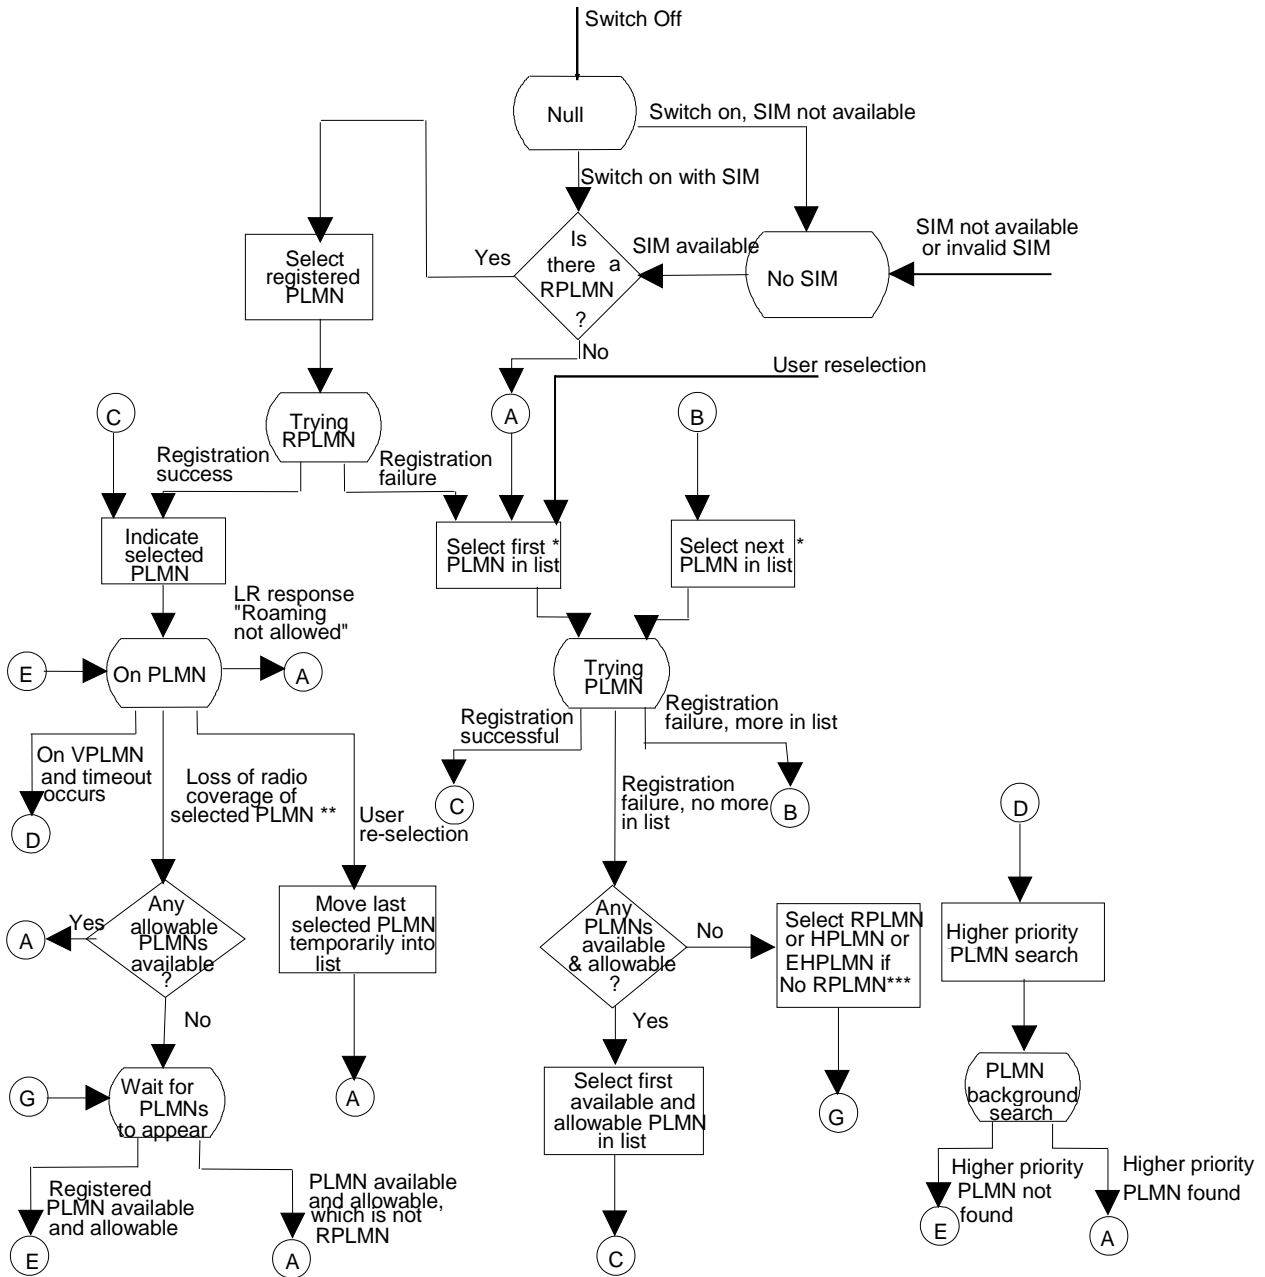 Switch Off
Null
Switch on, SIM not available
Switch on with SIM
SIM not available
or invalid SIM
Is
there a
RPLMN
?
Yes
SIM available
No SIM
Select
registered
PLMN
No
User reselection
C
Trying
RPLMN
A
B
Registration
success
Registration
failure
Indicate
selected
PLMN
Select first *
PLMN in list
Select next *
PLMN in list
LR response
"Roaming
not allowed"
E
On PLMN
A
Trying
PLMN
Registration
successful
Registration
failure, more in list
On VPLMN
and timeout
occurs
Loss of radio
coverage of
selected PLMN **
User
re-selection
Registration
failure, no more
in list
D
C
B
D
Any
allowable
PLMNs
available
?
Yes
A
Move last
selected PLMN
temporarily into
list
Any
PLMNs
available
& allowable
?
No
Select RPLMN
or HPLMN or
EHPLMN if
No RPLMN***
Higher priority
PLMN search
No
Yes
G
Wait for
PLMNs
to appear
A
Select first
available and
allowable PLMN
in list
G
PLMN
background
search
Registered
PLMN available
and allowable
PLMN available
and allowable,
which is not
RPLMN
Higher priority
PLMN not
found
Higher priority
PLMN found
E
A
C
E
A